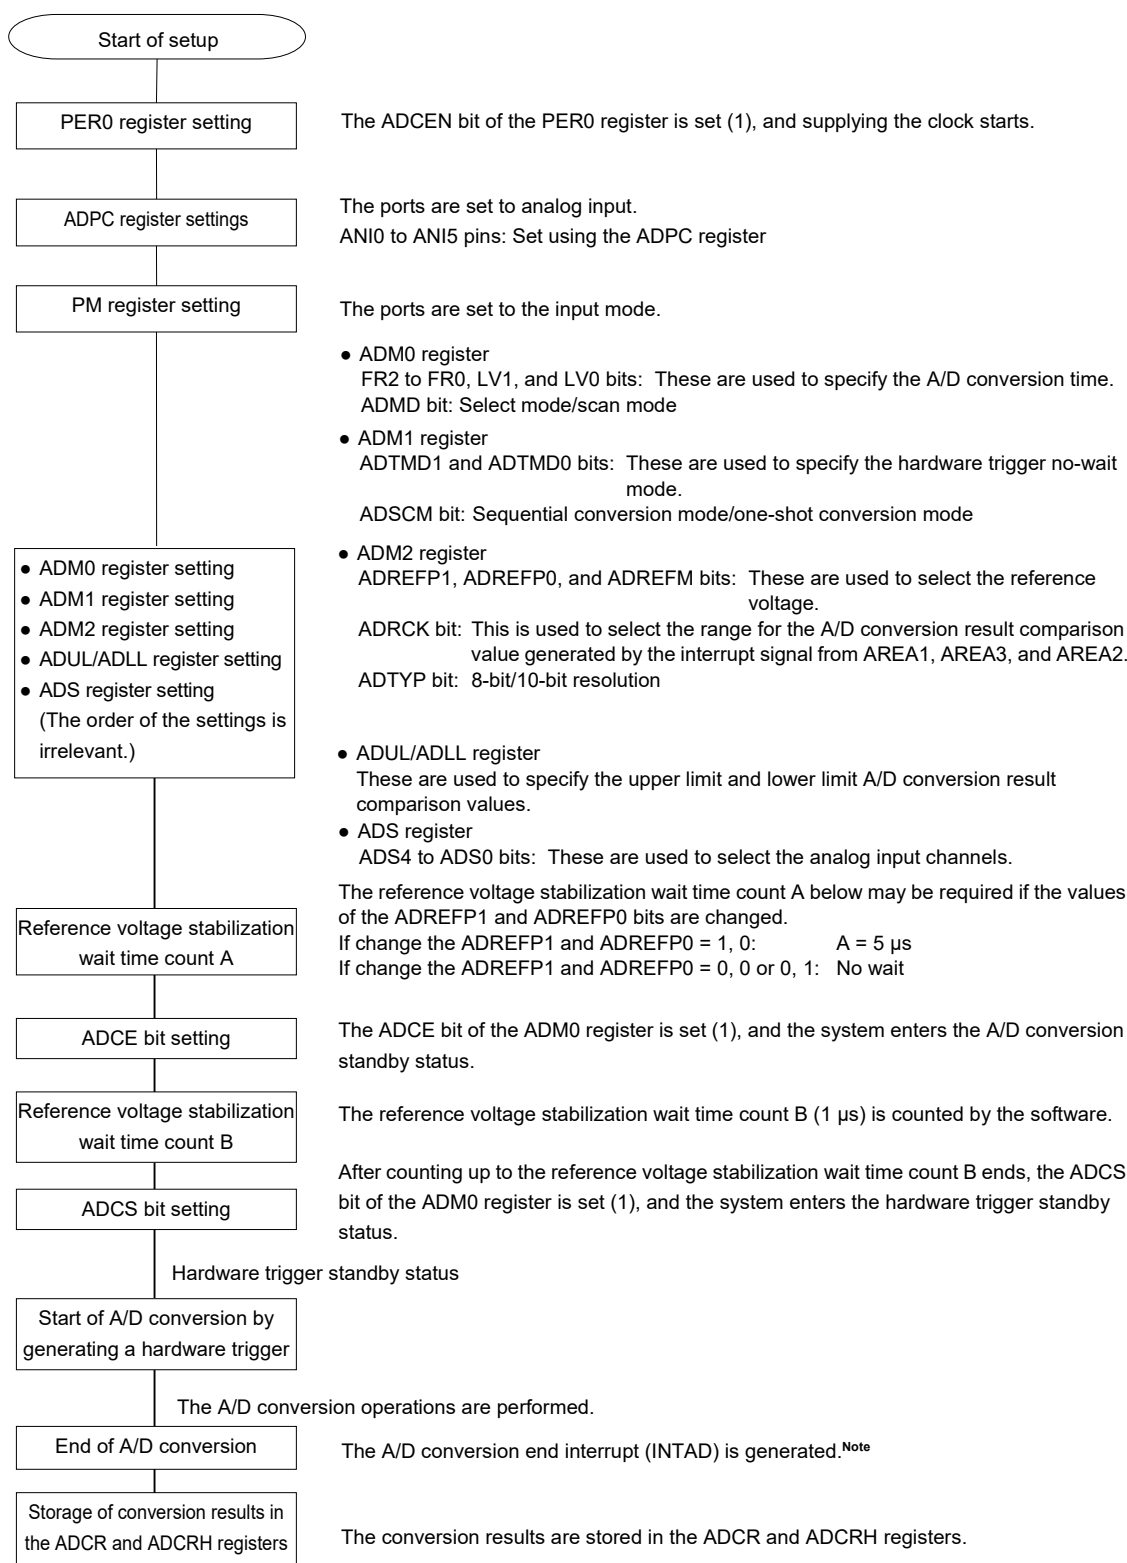 Start of setup
PER0 register setting
The ADCEN bit of the PER0 register is set (1), and supplying the clock starts.
ADPC register settings
The ports are set to analog input.
ANI0 to ANI5 pins: Set using the ADPC register
PM register setting
The ports are set to the input mode.
● ADM0 register
FR2 to FR0, LV1, and LV0 bits: These are used to specify the A/D conversion time.
ADMD bit: Select mode/scan mode
● ADM1 register
ADTMD1 and ADTMD0 bits: These are used to specify the hardware trigger no-wait
mode.
ADSCM bit: Sequential conversion mode/one-shot conversion mode
● ADM0 register setting
● ADM1 register setting
● ADM2 register setting
● ADUL/ADLL register setting
● ADS register setting
(The order of the settings is
irrelevant.)
● ADM2 register
ADREFP1, ADREFP0, and ADREFM bits: These are used to select the reference
voltage.
ADRCK bit: This is used to select the range for the A/D conversion result comparison
value generated by the interrupt signal from AREA1, AREA3, and AREA2.
ADTYP bit: 8-bit/10-bit resolution
● ADUL/ADLL register
These are used to specify the upper limit and lower limit A/D conversion result
comparison values.
● ADS register
ADS4 to ADS0 bits: These are used to select the analog input channels.
Reference voltage stabilization
wait time count A
The reference voltage stabilization wait time count A below may be required if the values
of the ADREFP1 and ADREFP0 bits are changed.
If change the ADREFP1 and ADREFP0 = 1, 0: A = 5 µs
If change the ADREFP1 and ADREFP0 = 0, 0 or 0, 1: No wait
ADCE bit setting
The ADCE bit of the ADM0 register is set (1), and the system enters the A/D conversion
standby status.
Reference voltage stabilization
wait time count B
The reference voltage stabilization wait time count B (1 µs) is counted by the software.
ADCS bit setting
After counting up to the reference voltage stabilization wait time count B ends, the ADCS
bit of the ADM0 register is set (1), and the system enters the hardware trigger standby
status.
Hardware trigger standby status
Start of A/D conversion by
generating a hardware trigger
The A/D conversion operations are performed.
End of A/D conversion
The A/D conversion end interrupt (INTAD) is generated.Note
Storage of conversion results in
the ADCR and ADCRH registers
The conversion results are stored in the ADCR and ADCRH registers.